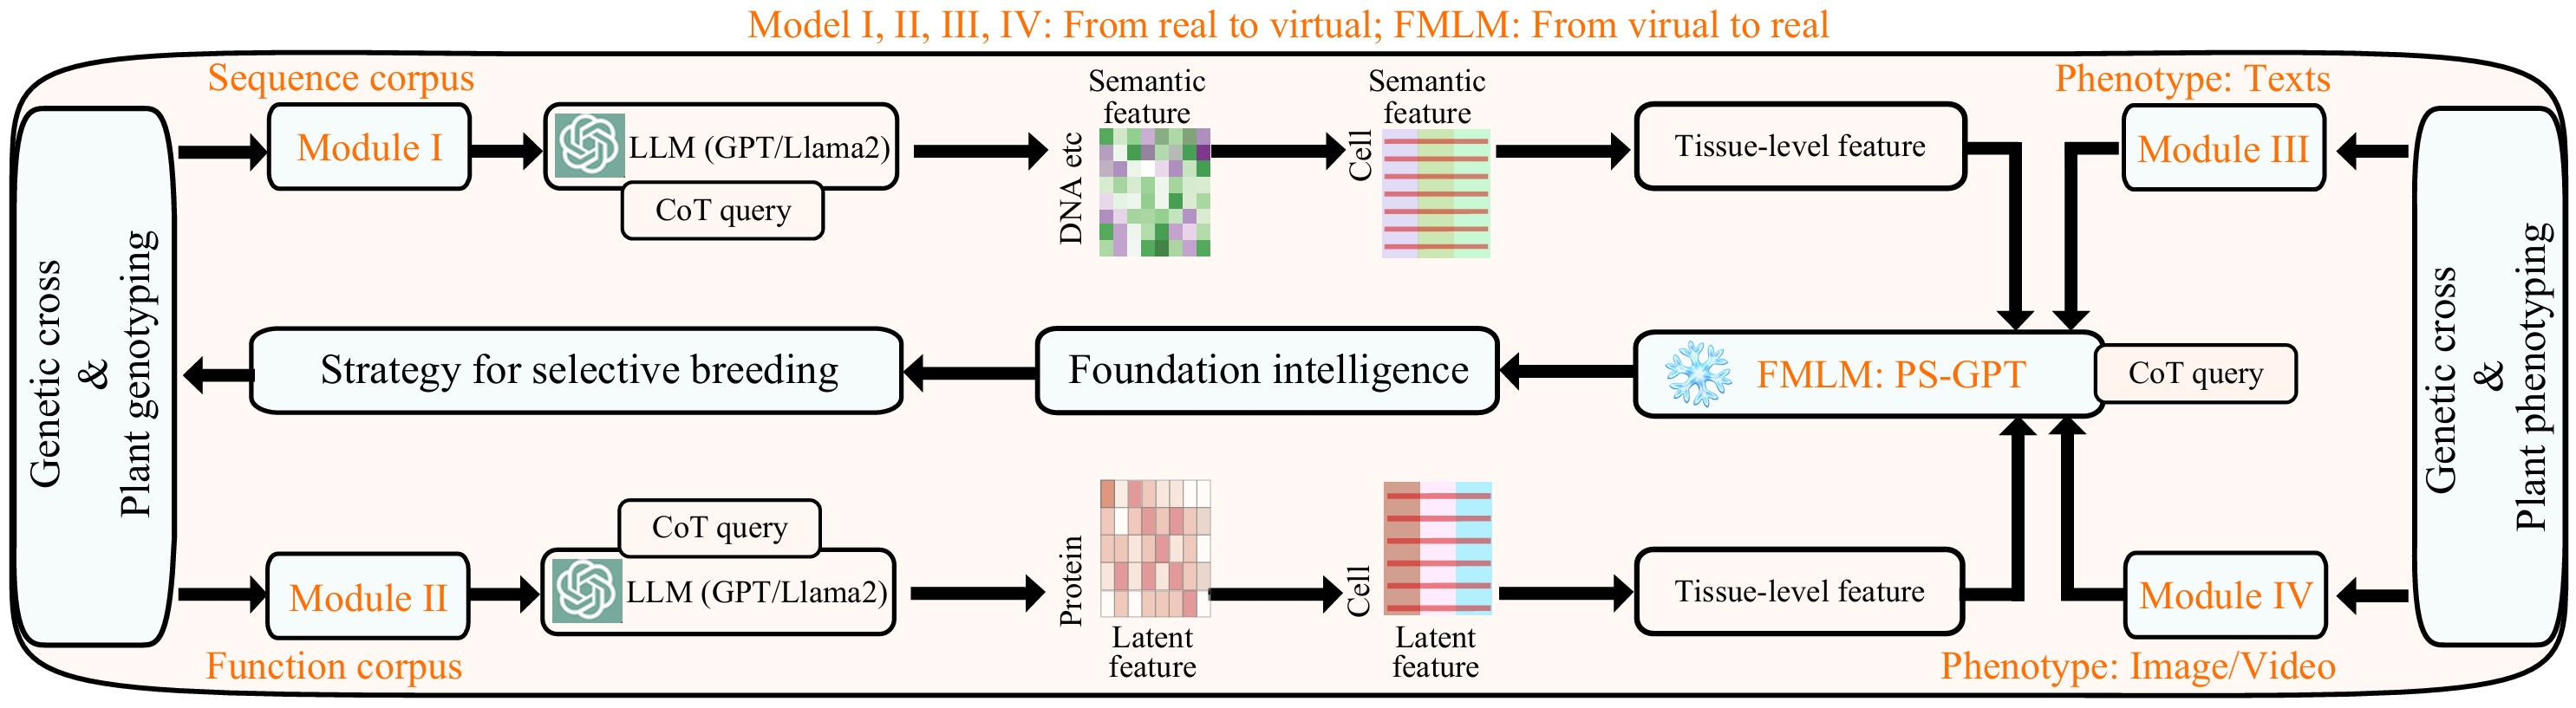 Model I, II, III, IV: From real to virtual; FMLM: From virual to real
Sequence corpus
Module I
LLM (GPT/Llama2)
CoT query
Semantic
feature
DNA etc
Semantic
feature
Cell
Tissue-level feature
Phenotype: Texts
Module III
Genetic cross
&
Plant genotyping
Strategy for selective breeding
Foundation intelligence
FMLM: PS-GPT
CoT query
Genetic cross
&
Plant phenotyping
CoT query
Module II
LLM (GPT/Llama2)
Function corpus
Protein
Latent
feature
Cell
Latent
feature
Tissue-level feature
Module IV
Phenotype: Image/Video